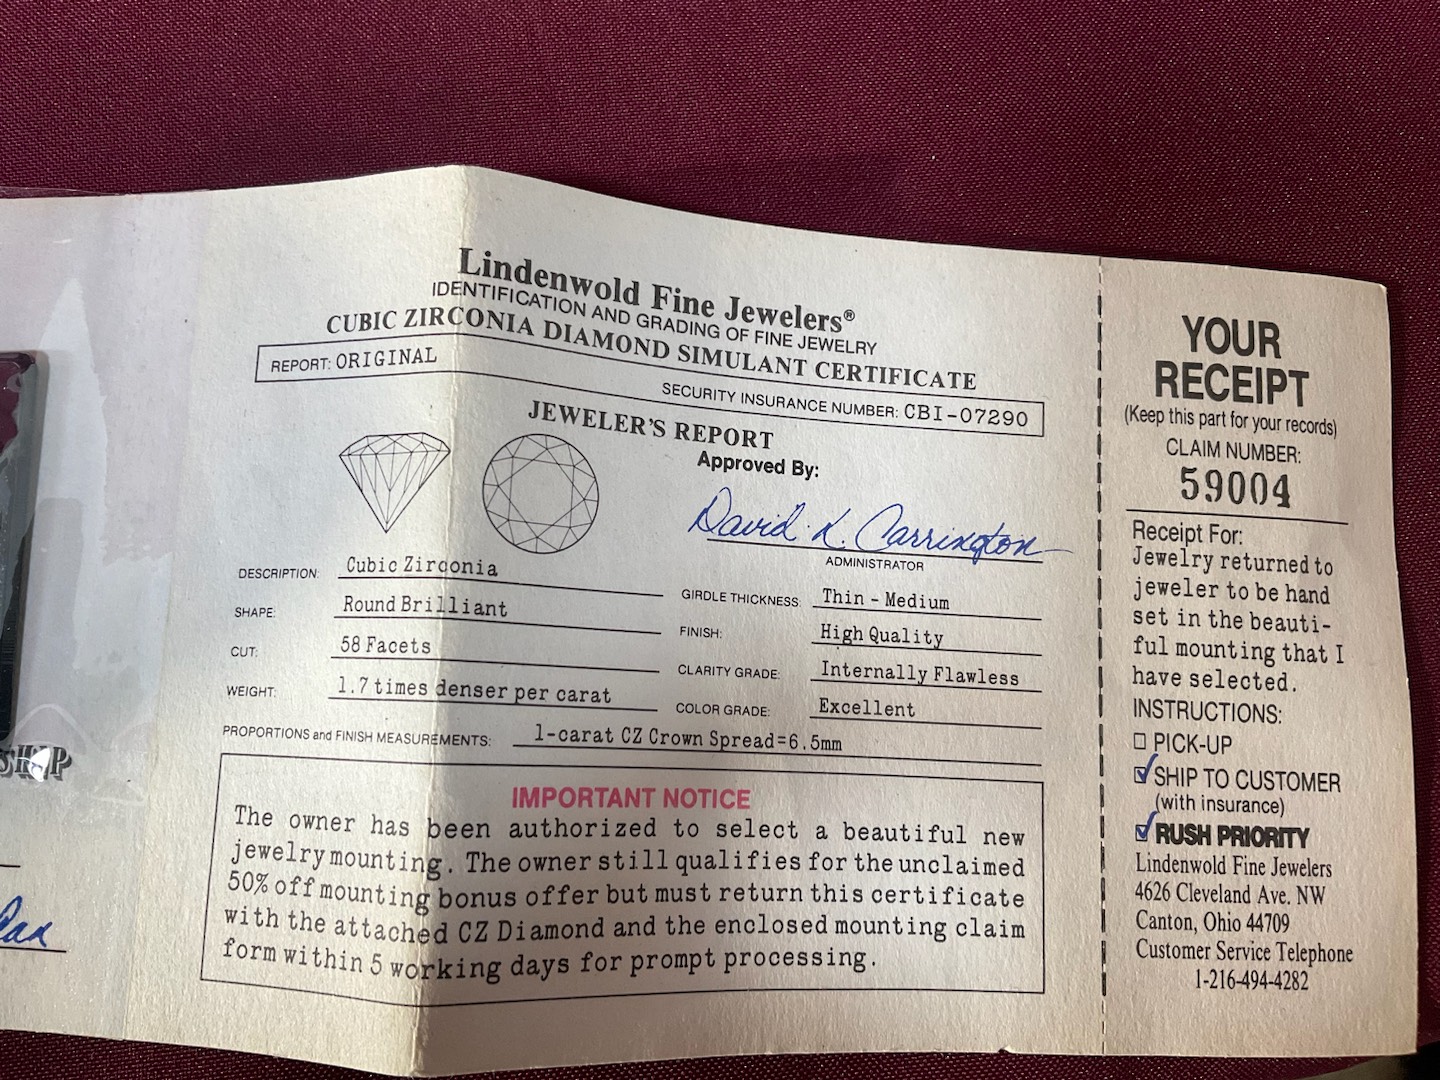 Lindenwold Fine Jewelers®
IDENTIFICATION AND GRADING OF FINE JEWELRY
CUBIC ZIRCONIA DIAMOND SIMULANT CERTIFICATE
REPORT: ORIGINAL
SECURITY INSURANCE NUMBER: CBI-07290
JEWELER'S REPORT
Approved By:
David L. Carrington
ADMINISTRATOR
DESCRIPTION: Cubic Zirconia
SHAPE: Round Brilliant
CUT: 58 Facets
WEIGHT: 1.7 times denser per carat
GIRDLE THICKNESS: Thin - Medium
FINISH: High Quality
CLARITY GRADE: Internally Flawless
COLOR GRADE: Excellent
PROPORTIONS and FINISH MEASUREMENTS: 1-carat CZ Crown Spread=6.5mm
IMPORTANT NOTICE
The owner has been authorized to select a beautiful new
jewelry mounting. The owner still qualifies for the unclaimed
50% off mounting bonus offer but must return this certificate
with the attached CZ Diamond and the enclosed mounting claim
form within 5 working days for prompt processing.
YOUR
RECEIPT
(Keep this part for your records)
CLAIM NUMBER:
59004
Receipt For:
Jewelry returned to
jeweler to be hand
set in the beauti-
ful mounting that I
have selected.
INSTRUCTIONS:
PICK-UP
SHIP TO CUSTOMER
(with insurance)
RUSH PRIORITY
Lindenwold Fine Jewelers
4626 Cleveland Ave. NW
Canton, Ohio 44709
Customer Service Telephone
1-216-494-4282